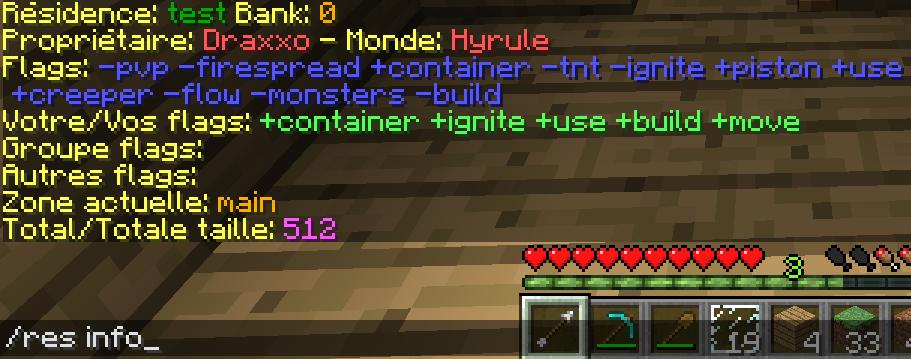 Résidence: test Bank: 0
Propriétaire: Draxxo - Monde: Hyrule
Flags: -pvp -firespread +container -tnt -ignite +piston +use
+creeper -flow -monsters -build
Votre/Vos flags: +container +ignite +use +build +move
Groupe flags:
Autres flags:
Zone actuelle: main
Total/Totale taille: 512
8
19 4 33
/res info_